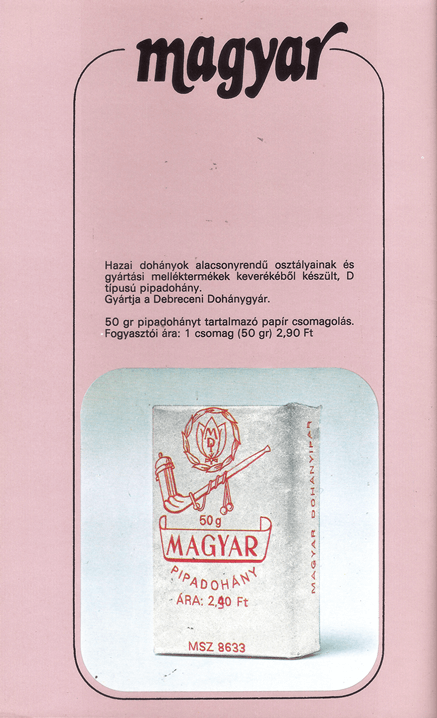 magyar
Hazai dohányok alacsonyrendű osztályainak és
gyártási melléktermékek keverékéből készült, D
típusú pipadohány.
Gyártja a Debreceni Dohánygyár.
50 gr pipadohányt tartalmazó papír csomagolás.
Fogyasztói ára: 1 csomag (50 gr) 2,90 Ft
M
D
50 g
MAGYAR
PIPADOHÁNY
ÁRA: 2,90 Ft
MSZ 8633
MAGYAR DOHÁNYIPAR